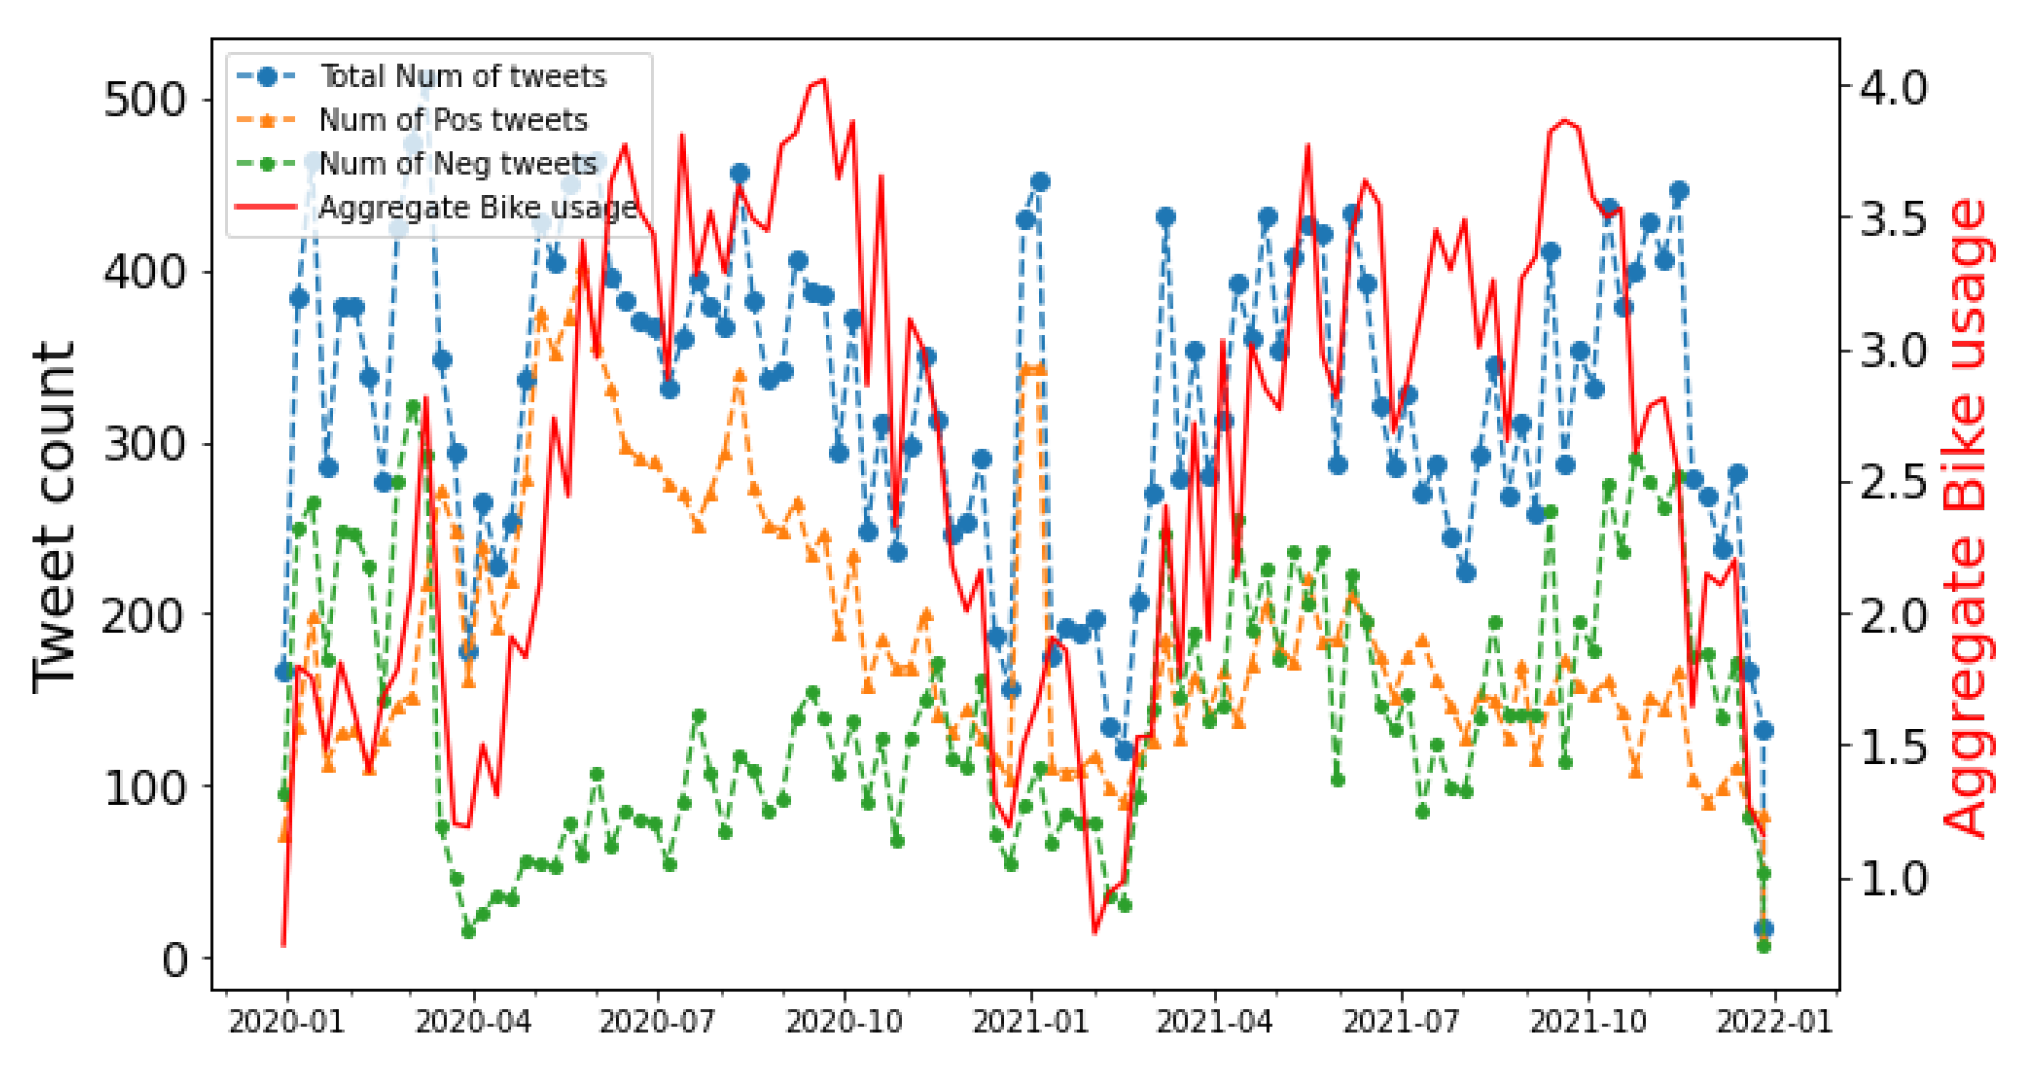 Total Num of tweets
Num of Pos tweets
Num of Neg tweets
Aggregate Bike usage
Tweet count
500
400
300
200
100
0
4.0
3.5
3.0
2.5
2.0
1.5
1.0
Aggregate Bike usage
2020-01 2020-04 2020-07 2020-10 2021-01 2021-04 2021-07 2021-10 2022-01